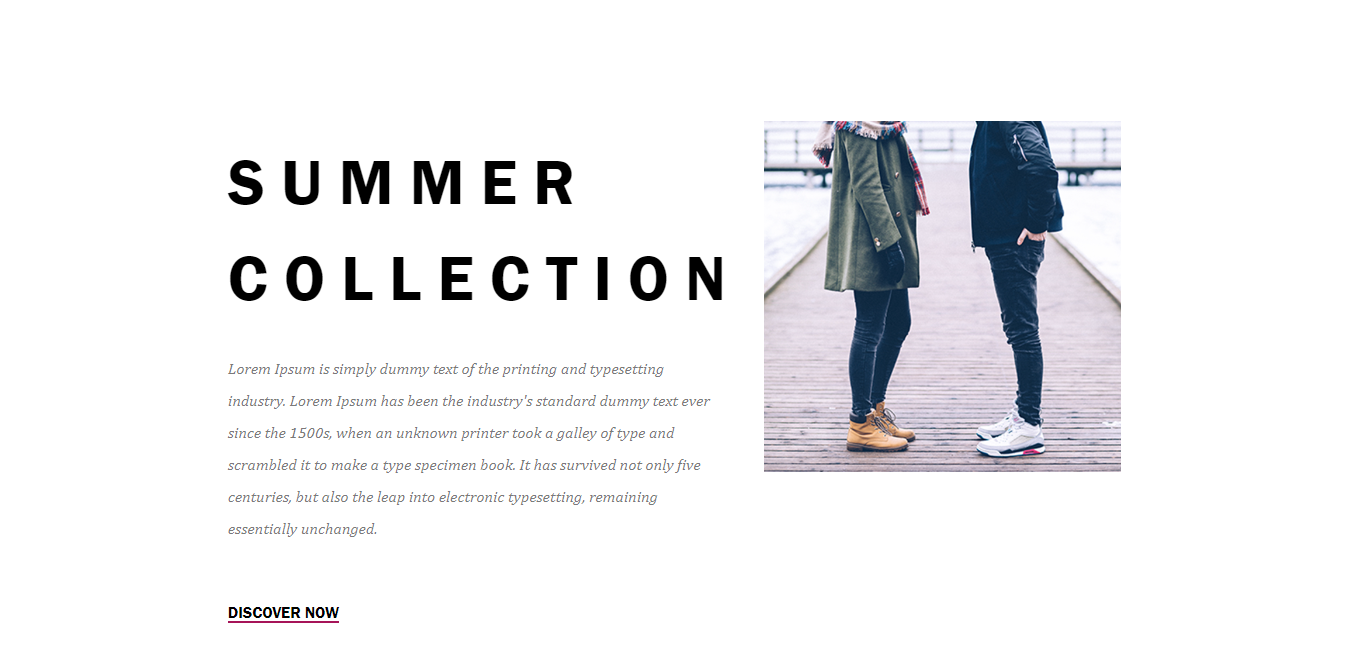 SUMMER
COLLECTION
Lorem Ipsum is simply dummy text of the printing and typesetting
industry. Lorem Ipsum has been the industry's standard dummy text ever
since the 1500s, when an unknown printer took a galley of type and
scrambled it to make a type specimen book. It has survived not only five
centuries, but also the leap into electronic typesetting, remaining
essentially unchanged.
DISCOVER NOW